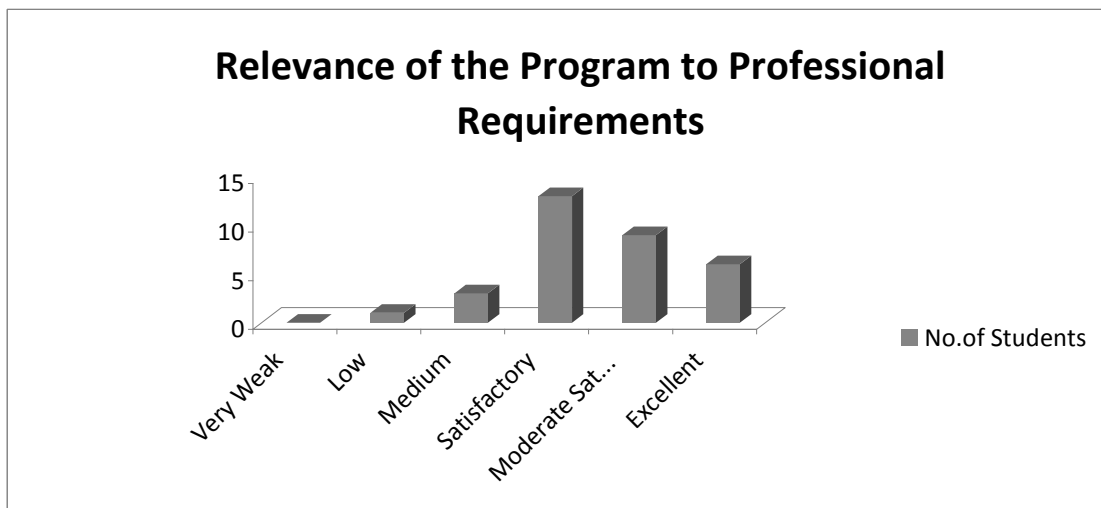 Relevance of the Program to Professional
Requirements
15
10
5
0
Very Weak
Low
Medium
Satisfactory
Moderate Sat...
Excellent
No.of Students